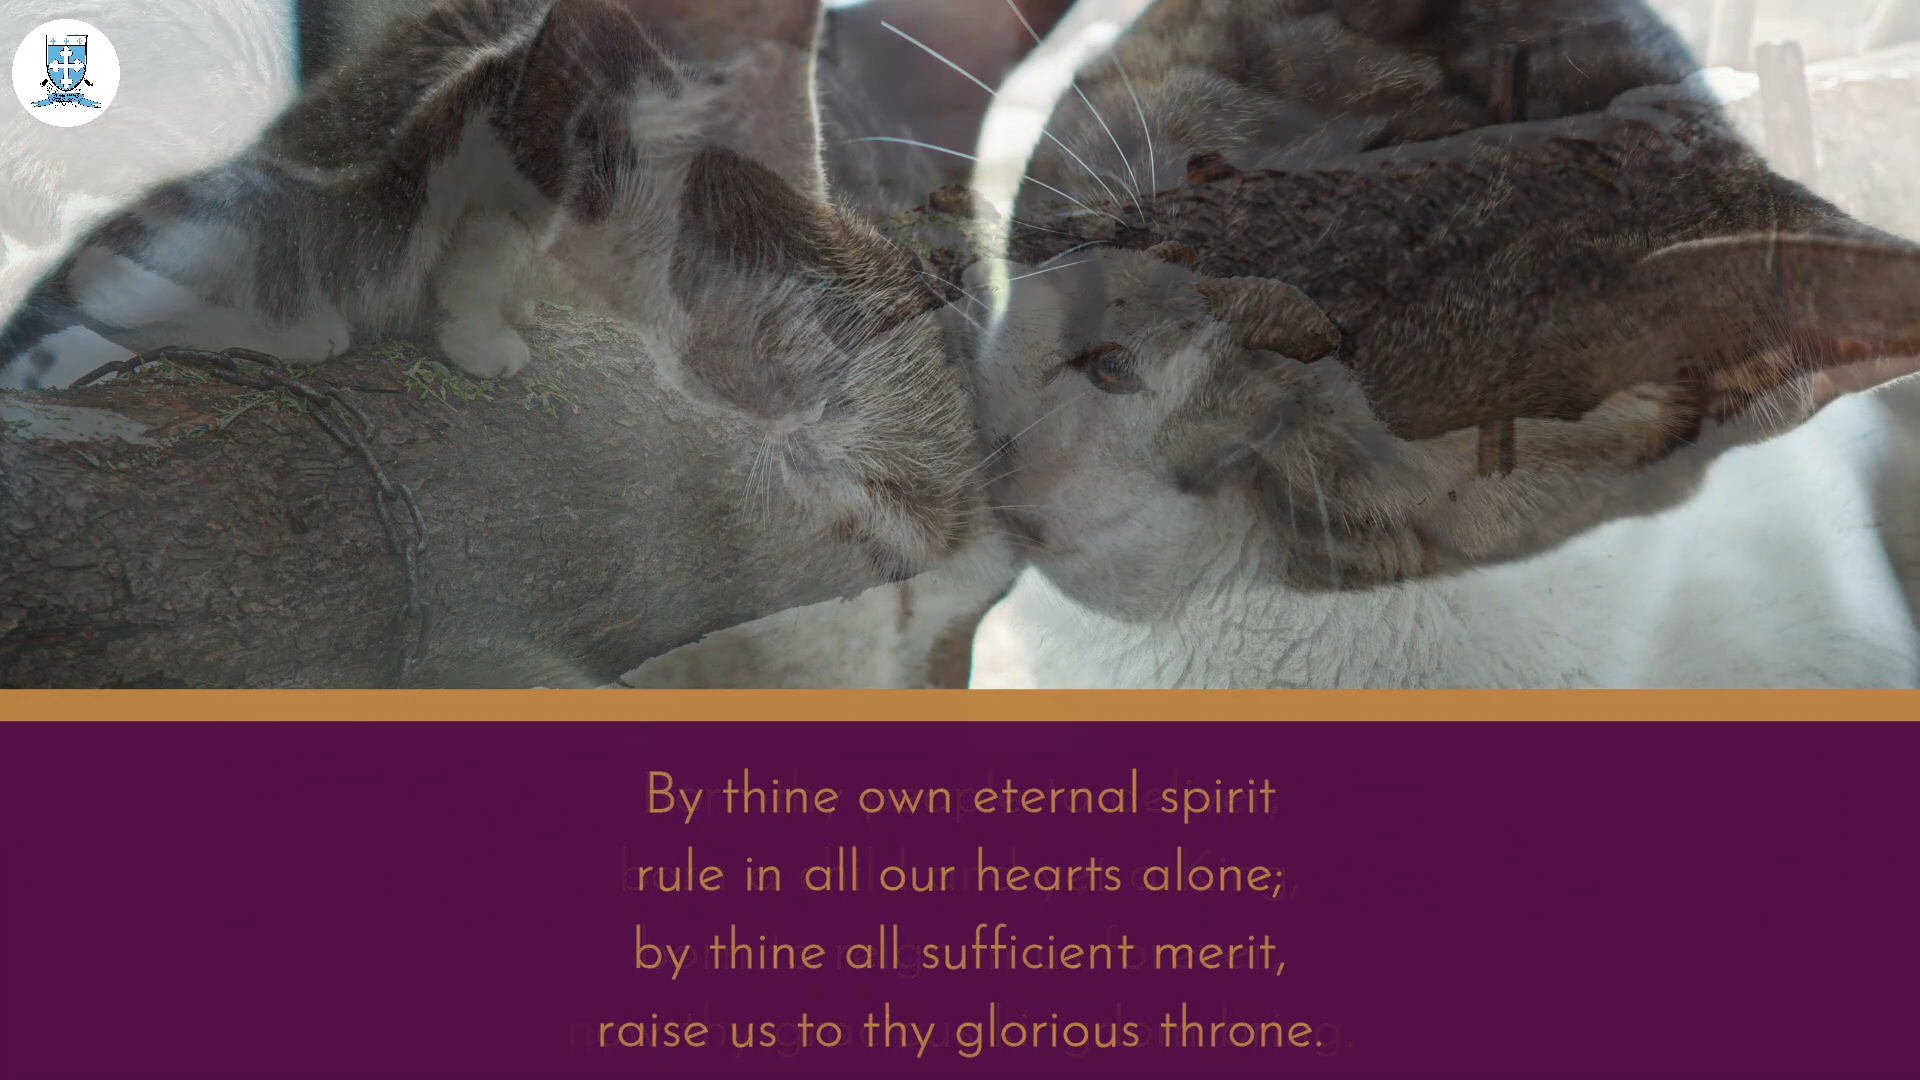 By thine own eternal spirit
rule in all our hearts alone;
by thine all sufficient merit,
raise us to thy glorious throne.